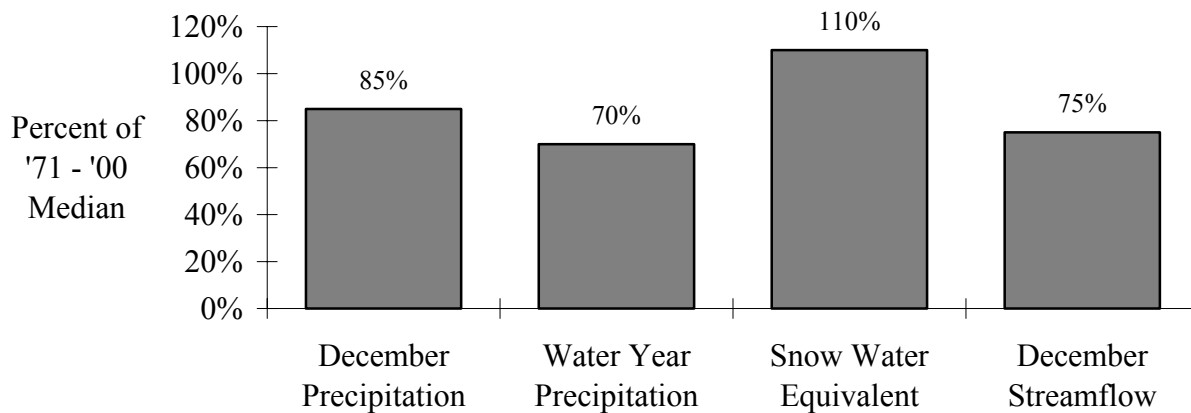 Percent of
'71 - '00
Median
120%
100%
80%
60%
40%
20%
0%
85%
70%
110%
75%
December
Precipitation
Water Year
Precipitation
Snow Water
Equivalent
December
Streamflow